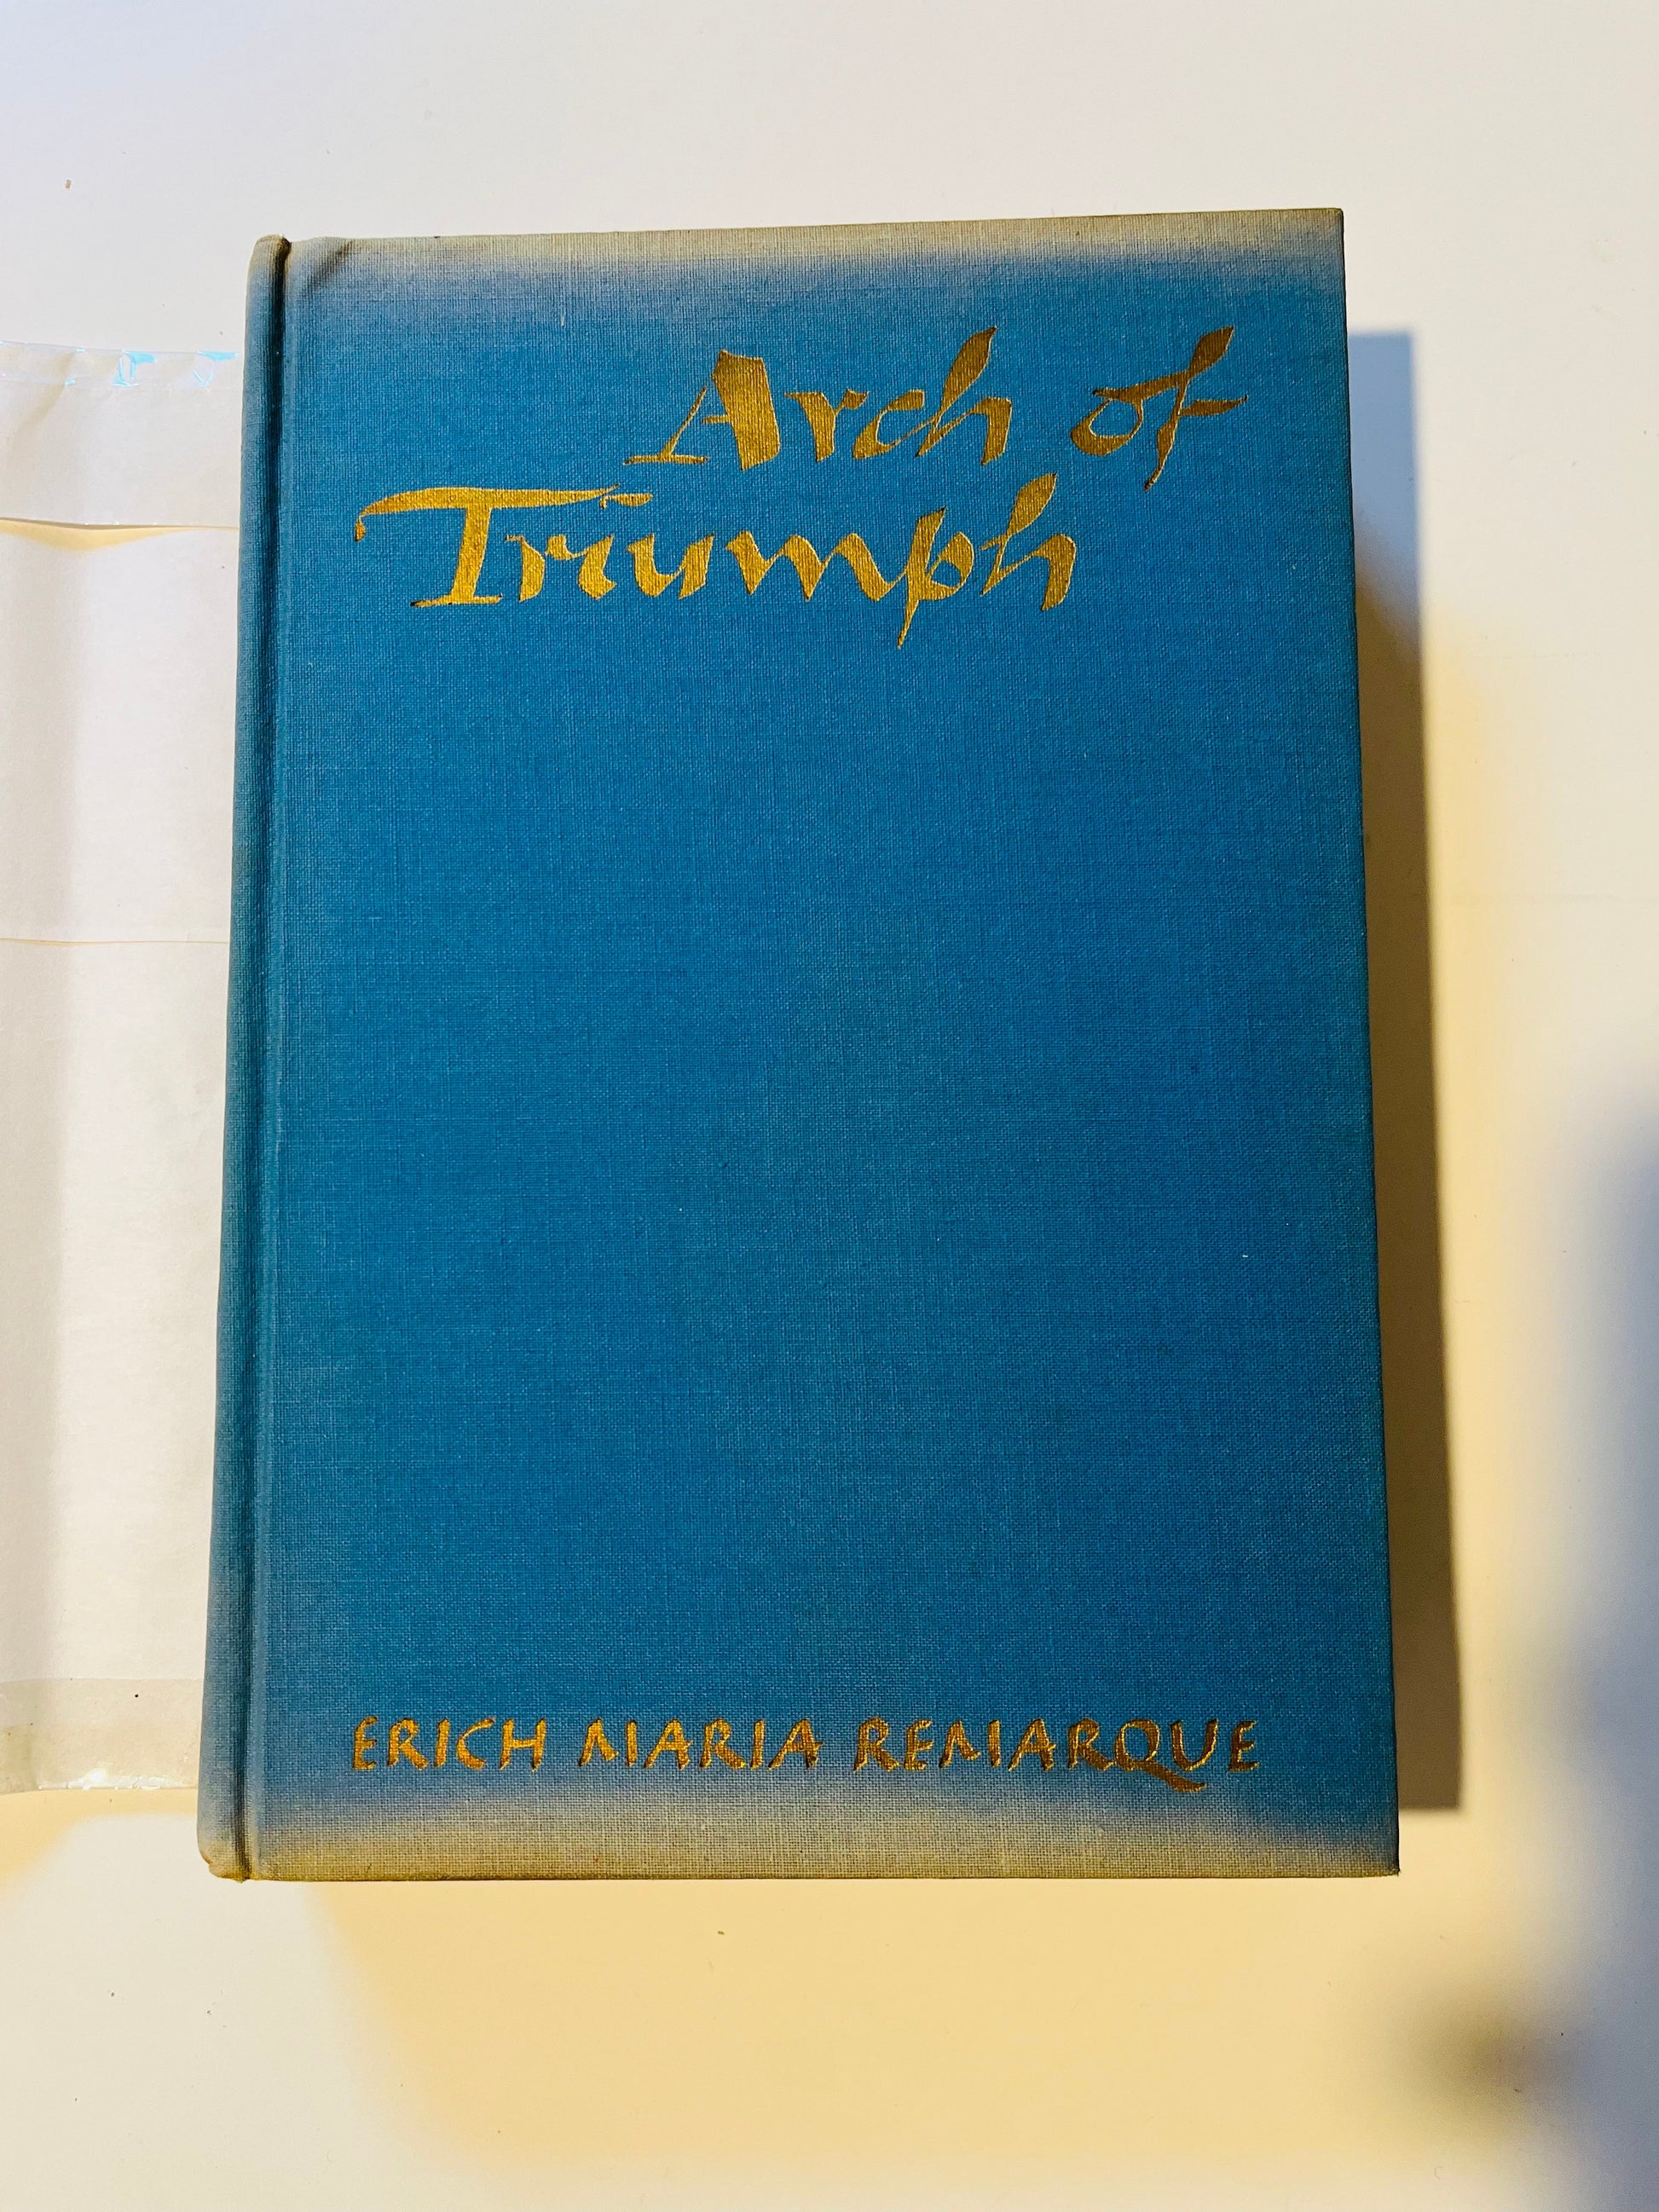 Arch of
Triumph
ERICH MARIA REMARQUE